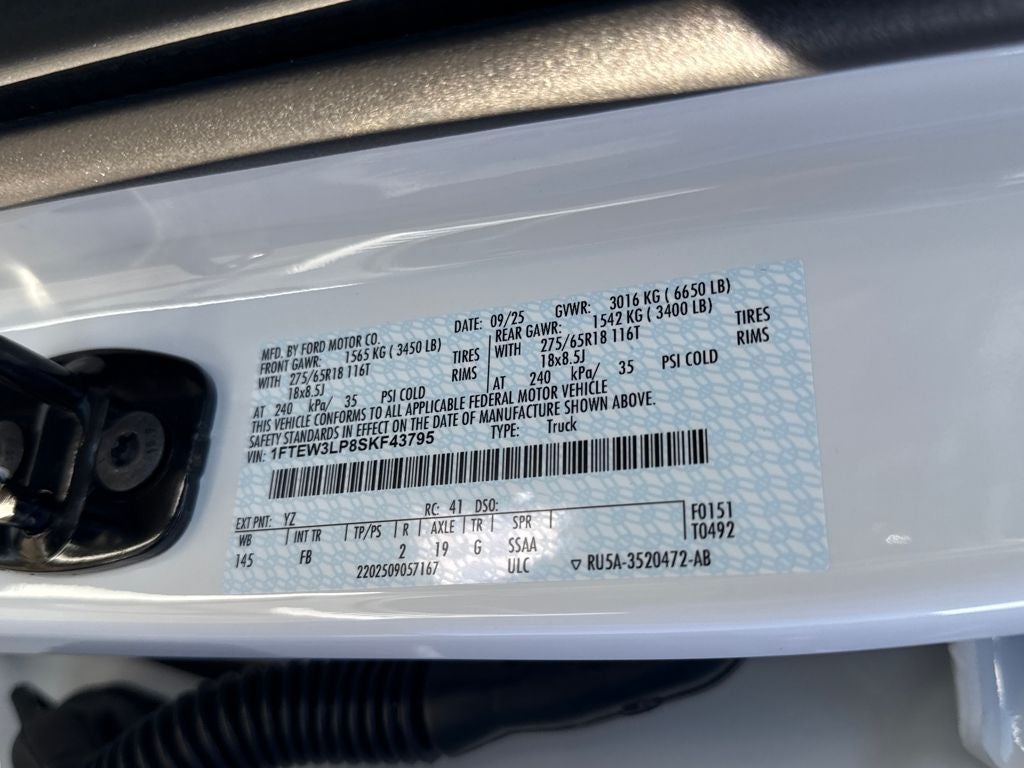 MFD. BY FORD MOTOR CO.
DATE: 09/25 GVWR: 3016 KG ( 6650 LB)
FRONT GAWR: 1565 KG ( 3450 LB)
WITH 275/65R18 116T TIRES
18x8.5J RIMS
AT 240 kPa/ 35 PSI COLD
REAR GAWR: 1542 KG ( 3400 LB)
WITH 275/65R18 116T TIRES
18x8.5J RIMS
AT 240 kPa/ 35 PSI COLD
THIS VEHICLE CONFORMS TO ALL APPLICABLE FEDERAL MOTOR VEHICLE
SAFETY STANDARDS IN EFFECT ON THE DATE OF MANUFACTURE SHOWN ABOVE.
VIN: 1FTEW3LP8SKF43795 TYPE: Truck
EXT PNT: YZ RC: 41 DSO:
WB INT TR TP/PS R AXLE TR SPR F0151
145 FB 2 19 G SSAA T0492
2202509057167 ULC ▽ RU5A-3520472-AB